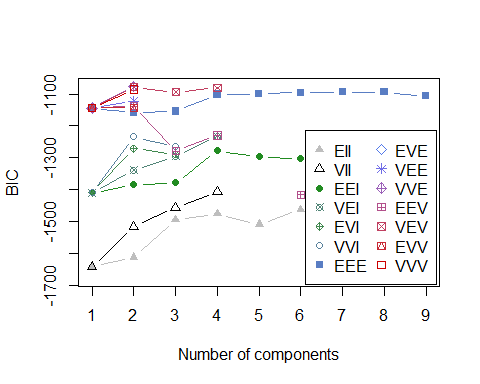 -1100
-1300
-1500
-1700
BIC
EII
VII
EEI
VEI
EVI
VVI
EEE
EVE
VEE
VVE
EEV
VEV
EVV
VVV
1 2 3 4 5 6 7 8 9
Number of components